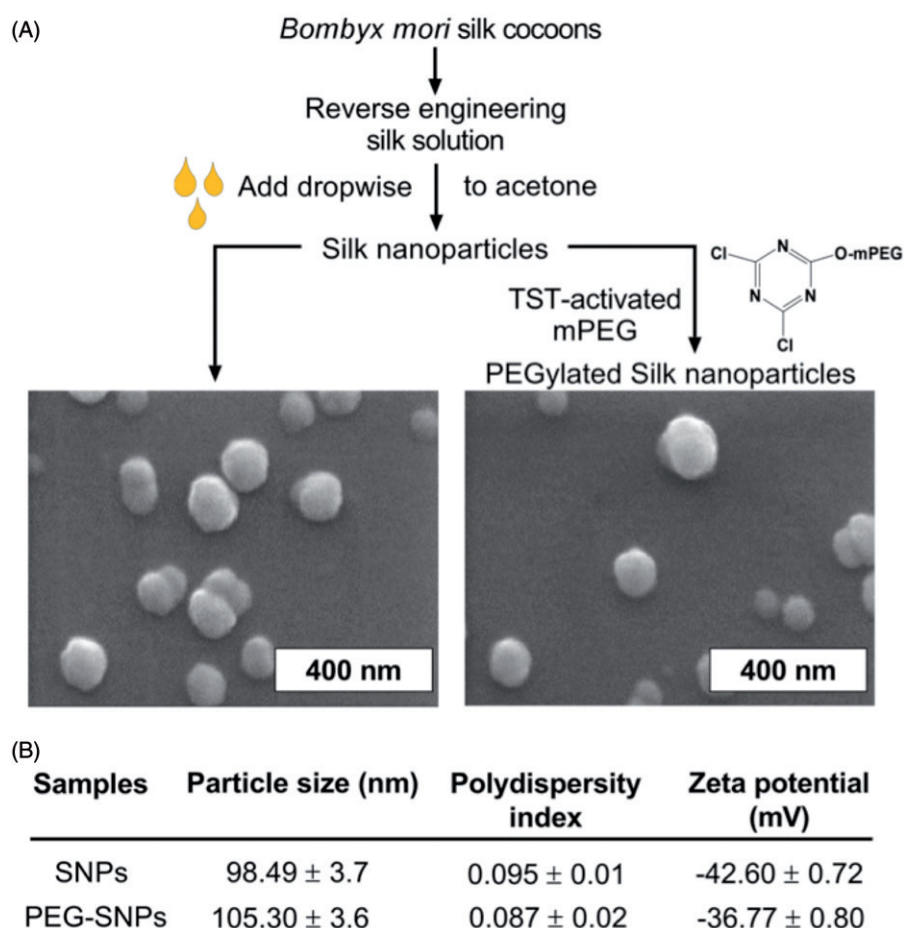 (A)
Bombyx mori silk cocoons
Reverse engineering
silk solution
Add dropwise to acetone
Silk nanoparticles
Cl N O-mPEG
N N
Cl
TST-activated
mPEG
PEGylated Silk nanoparticles
400 nm 400 nm
(B)
Samples Particle size (nm) Polydispersity Zeta potential
index (mV)
SNPs 98.49 ± 3.7 0.095 ± 0.01 -42.60 ± 0.72
PEG-SNPs 105.30 ± 3.6 0.087 ± 0.02 -36.77 ± 0.80